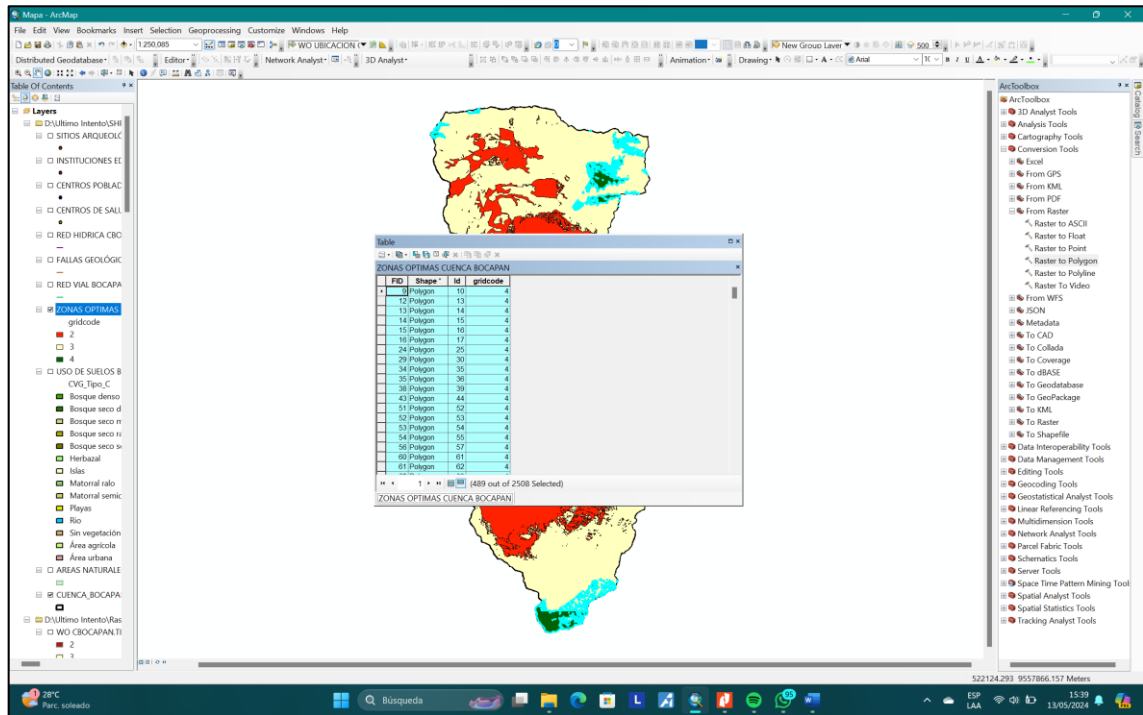 Mapa - ArcMap
File Edit View Bookmarks Insert Selection Geoprocessing Customize Windows Help
1:250,085
WO UBICACION
New Group Layer
500
Distributed Geodatabase
Editor
Network Analyst
3D Analyst
Animation
Drawing
Arial
10
B I U A
Table Of Contents
Layers
D:\Ultimo Intento\SHI
SITIOS ARQUEOLÓ
INSTITUCIONES ED
CENTROS POBLAD
CENTROS DE SALU
RED HIDRICA CBO
FALLAS GEOLÓGIC
RED VIAL BOCAPA
ZONAS OPTIMAS
gridcode
2
3
4
USO DE SUELOS B
CVG_Tipo_C
Bosque denso
Bosque seco d
Bosque seco m
Bosque seco ra
Bosque seco se
Herbazal
Islas
Matorral ralo
Matorral semic
Playas
Rio
Sin vegetación
Área agrícola
Área urbana
AREAS NATURALE
CUENCA_BOCAPA
D:\Ultimo Intento\Ras
WO CBOCAPAN.TI
2
3
Table
ZONAS OPTIMAS CUENCA BOCAPAN
FID Shape * Id gridcode
9 Polygon 10 4
12 Polygon 13 4
13 Polygon 14 4
14 Polygon 15 4
15 Polygon 16 4
16 Polygon 17 4
24 Polygon 25 4
29 Polygon 30 4
34 Polygon 35 4
35 Polygon 36 4
38 Polygon 39 4
43 Polygon 44 4
51 Polygon 52 4
52 Polygon 53 4
53 Polygon 54 4
54 Polygon 55 4
56 Polygon 57 4
60 Polygon 61 4
61 Polygon 62 4
1 (489 out of 2508 Selected)
ZONAS OPTIMAS CUENCA BOCAPAN
ArcToolbox
ArcToolbox
3D Analyst Tools
Analysis Tools
Cartography Tools
Conversion Tools
Excel
From GPS
From KML
From PDF
From Raster
Raster to ASCII
Raster to Float
Raster to Point
Raster to Polygon
Raster to Polyline
Raster To Video
From WFS
JSON
Metadata
To CAD
To Collada
To Coverage
To dBASE
To Geodatabase
To GeoPackage
To KML
To Raster
To Shapefile
Data Interoperability Tools
Data Management Tools
Editing Tools
Geocoding Tools
Geostatistical Analyst Tools
Linear Referencing Tools
Multidimension Tools
Network Analyst Tools
Parcel Fabric Tools
Schematics Tools
Server Tools
Space Time Pattern Mining Tool
Spatial Analyst Tools
Spatial Statistics Tools
Tracking Analyst Tools
Catalog
Search
522124.293 9557866.157 Meters
1
28°C
Parc. soleado
Búsqueda
L
95
ESP
LAA
15:39
13/05/2024